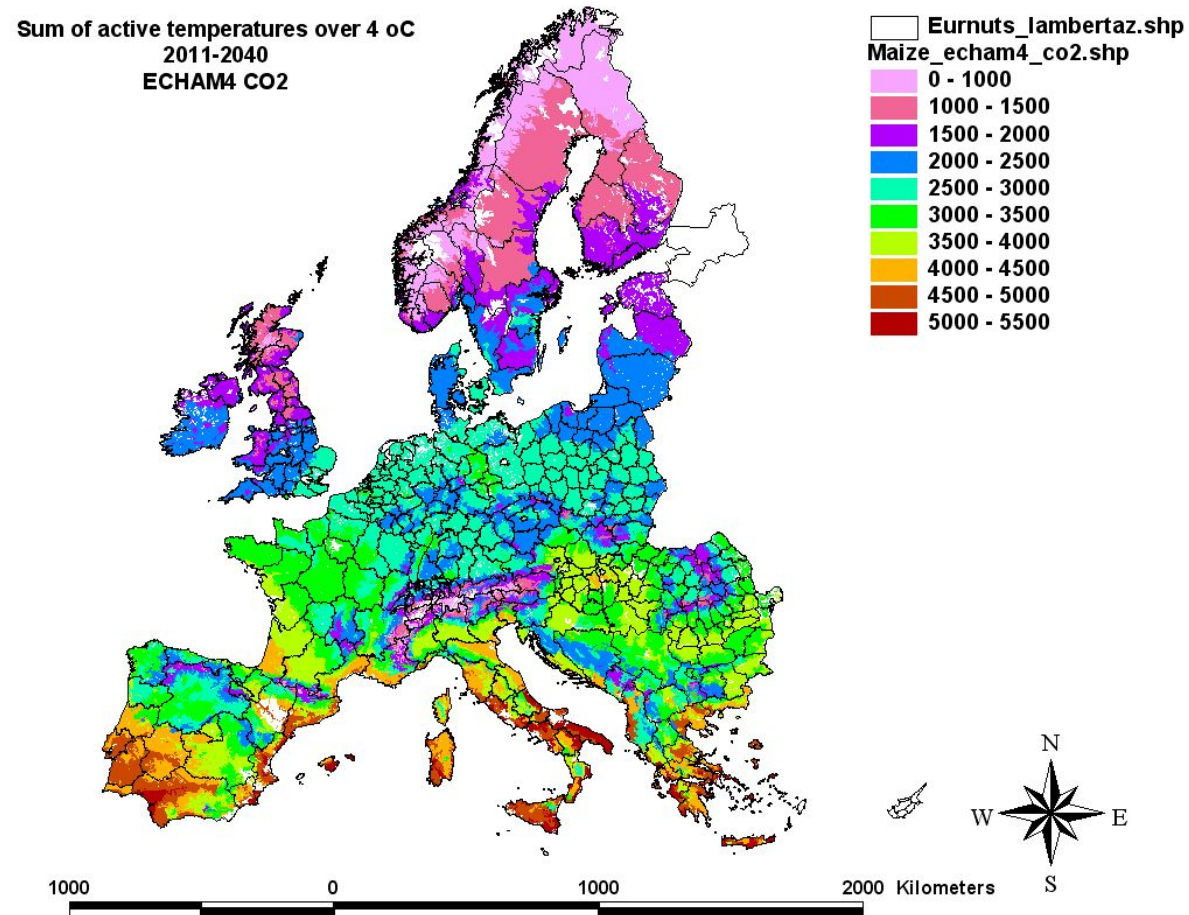 Sum of active temperatures over 4 oC
2011-2040
ECHAM4 CO2
Eurnuts_lambertaz.shp
Maize_echam4_co2.shp
0 - 1000
1000 - 1500
1500 - 2000
2000 - 2500
2500 - 3000
3000 - 3500
3500 - 4000
4000 - 4500
4500 - 5000
5000 - 5500
N
W E
S
1000 0 1000 2000 Kilometers